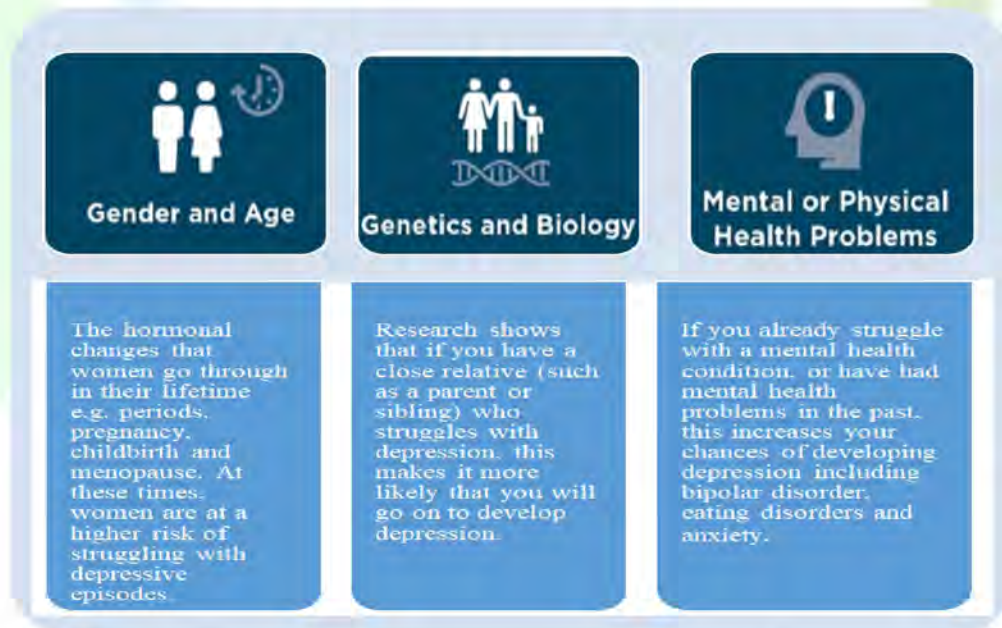 Gender and Age
The hormonal
changes that
women go through
in their lifetime
e.g. periods,
pregnancy,
childbirth and
menopause. At
these times,
women are at a
higher risk of
struggling with
depressive
episodes.
Genetics and Biology
Research shows
that if you have a
close relative (such
as a parent or
sibling) who
struggles with
depression, this
makes it more
likely that you will
go on to develop
depression.
Mental or Physical
Health Problems
If you already struggle
with a mental health
condition, or have had
mental health
problems in the past,
this increases your
chances of developing
depression including
bipolar disorder,
eating disorders and
anxiety.